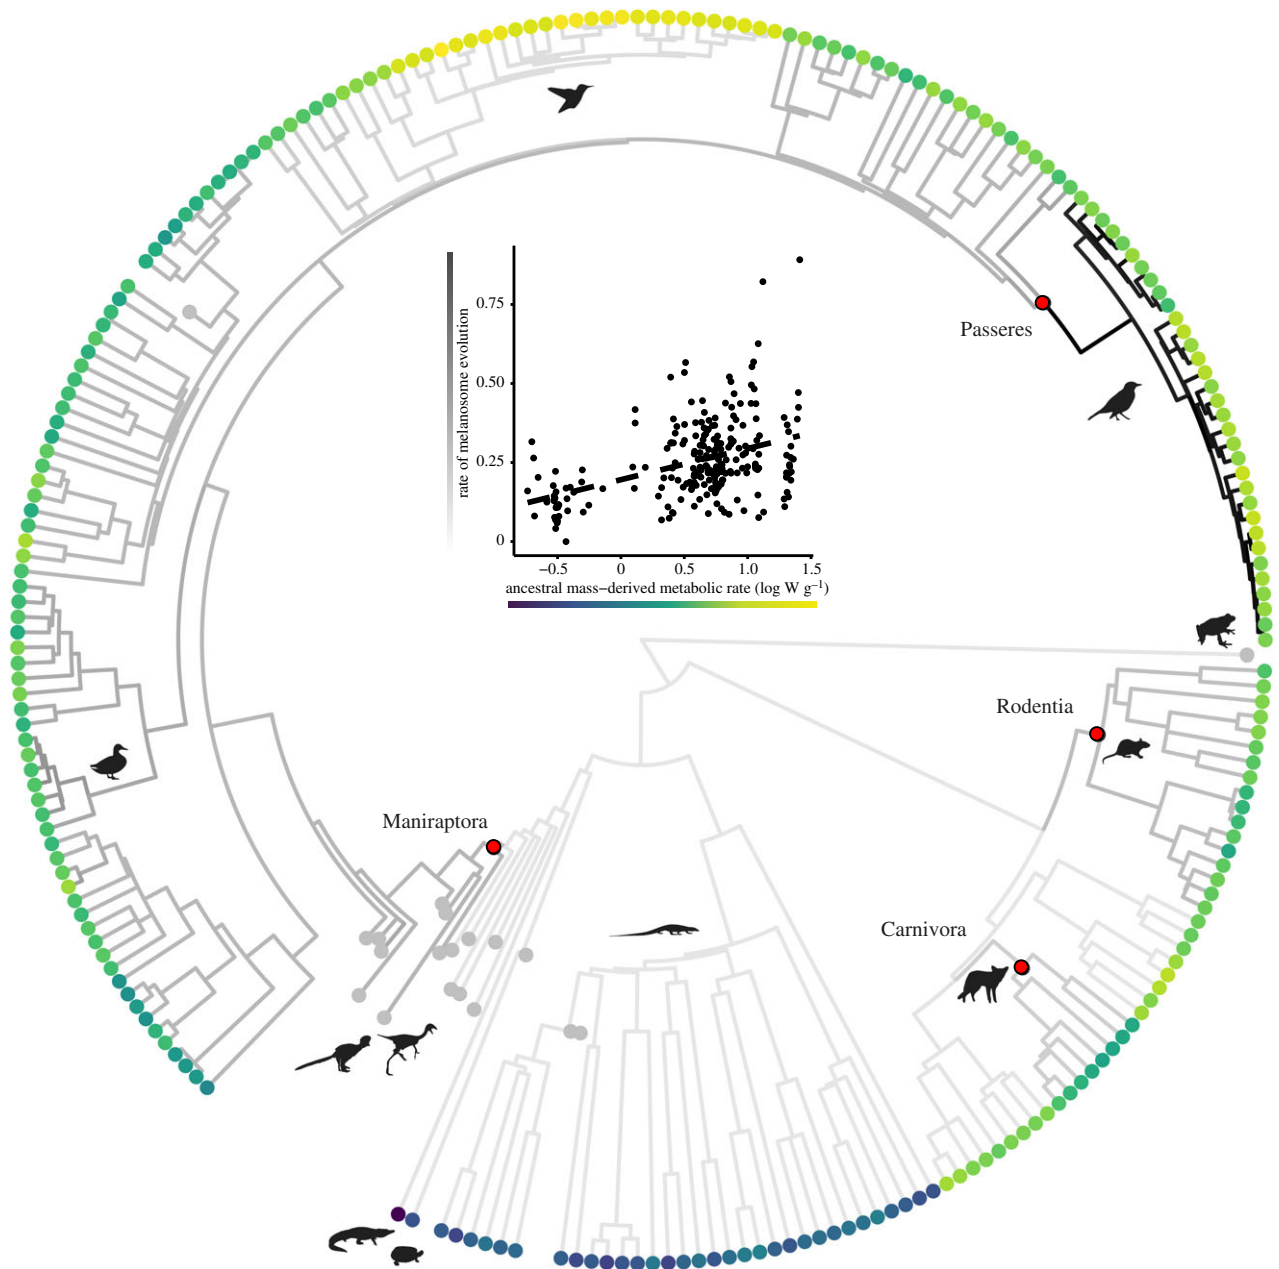 Passeres
0.75
0.50
0.25
0
rate of melanosome evolution
−0.5 0 0.5 1.0 1.5
ancestral mass−derived metabolic rate (log W g−1)
Rodentia
Maniraptora
Carnivora